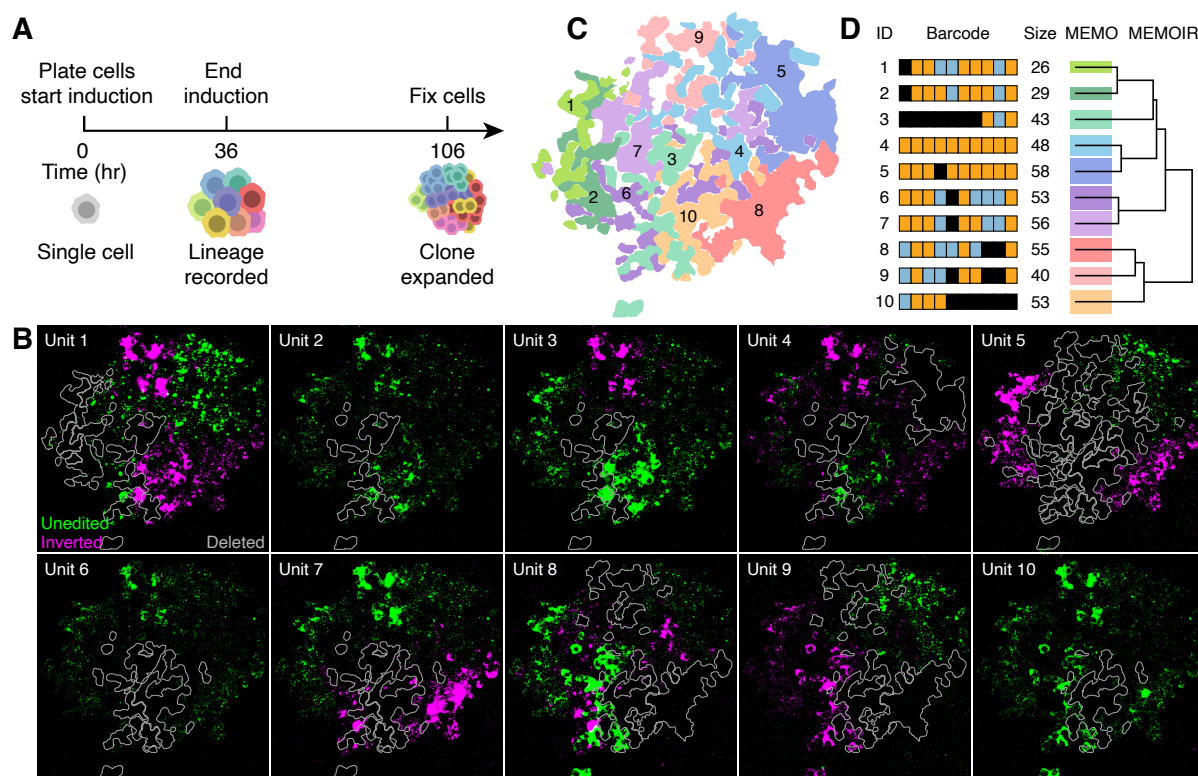 A
Plate cells
start induction
End
induction
Fix cells
0
36
106
Time (hr)
Single cell
Lineage
recorded
Clone
expanded
C
9
5
1
7
3
4
2
6
10
8
D
ID Barcode Size MEMO MEMOIR
1 26
2 29
3 43
4 48
5 58
6 53
7 56
8 55
9 40
10 53
B
Unit 1
Unedited
Inverted
Deleted
Unit 2
Unit 3
Unit 4
Unit 5
Unit 6
Unit 7
Unit 8
Unit 9
Unit 10